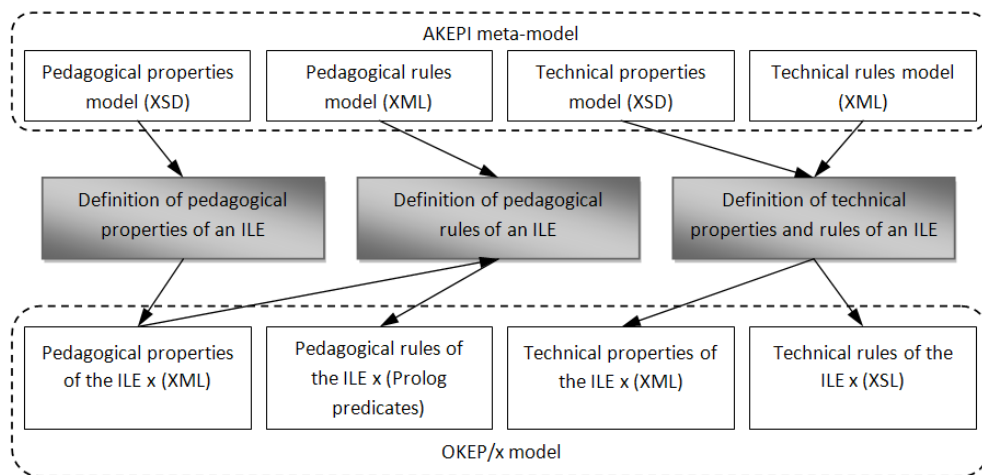 AKEPI meta-model
Pedagogical properties
model (XSD)
Pedagogical rules
model (XML)
Technical properties
model (XSD)
Technical rules model
(XML)
Definition of pedagogical
properties of an ILE
Definition of pedagogical
rules of an ILE
Definition of technical
properties and rules of an ILE
Pedagogical properties
of the ILE x (XML)
Pedagogical rules of
the ILE x (Prolog
predicates)
Technical properties of
the ILE x (XML)
Technical rules of the
ILE x (XSL)
OKEP/x model